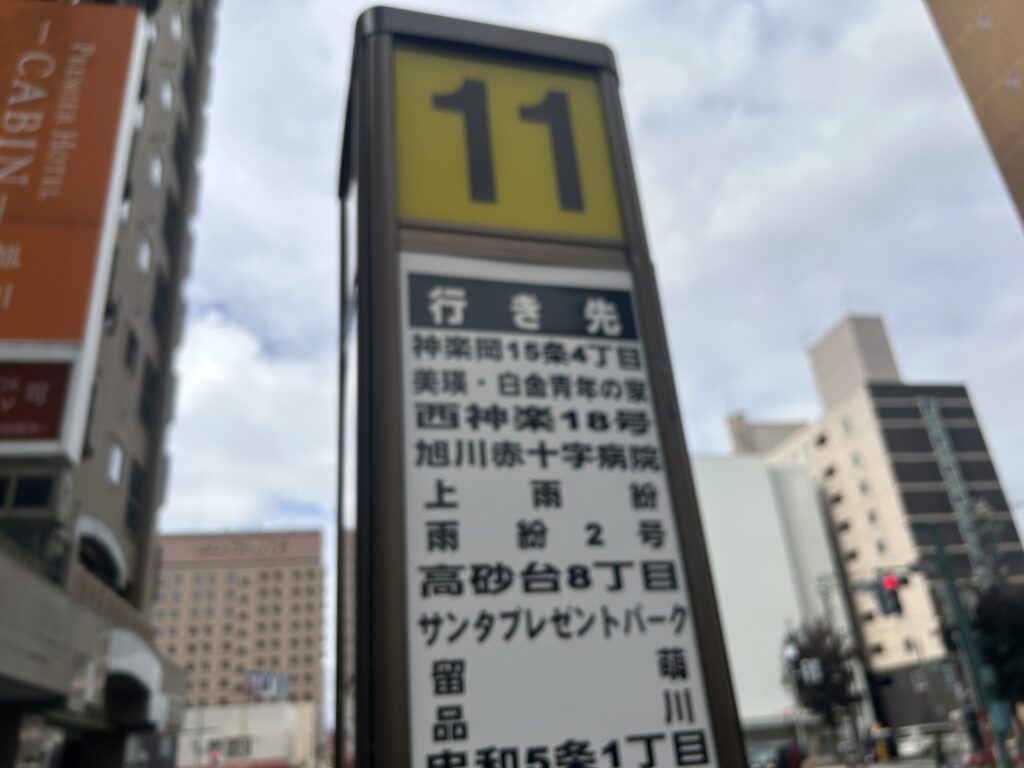 11
行き先
神楽岡15条4丁目
美瑛・白金青年の家
西神楽18号
旭川赤十字病院
上雨紛
雨紛2号
高砂台8丁目
サンタプレゼントパーク
留萌
品川
忠和5条1丁目
PREMIER HOTEL
－CABIN－
旭川